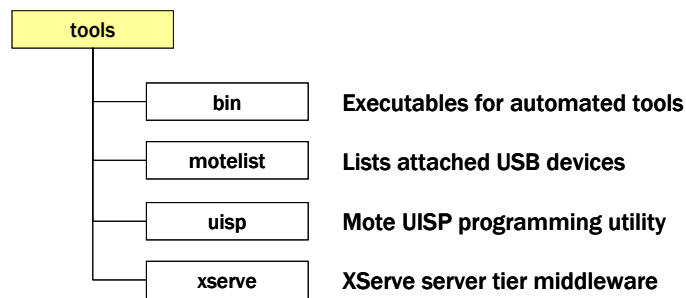 tools
bin Executables for automated tools
motelist Lists attached USB devices
uisp Mote UISP programming utility
xserve XServe server tier middleware